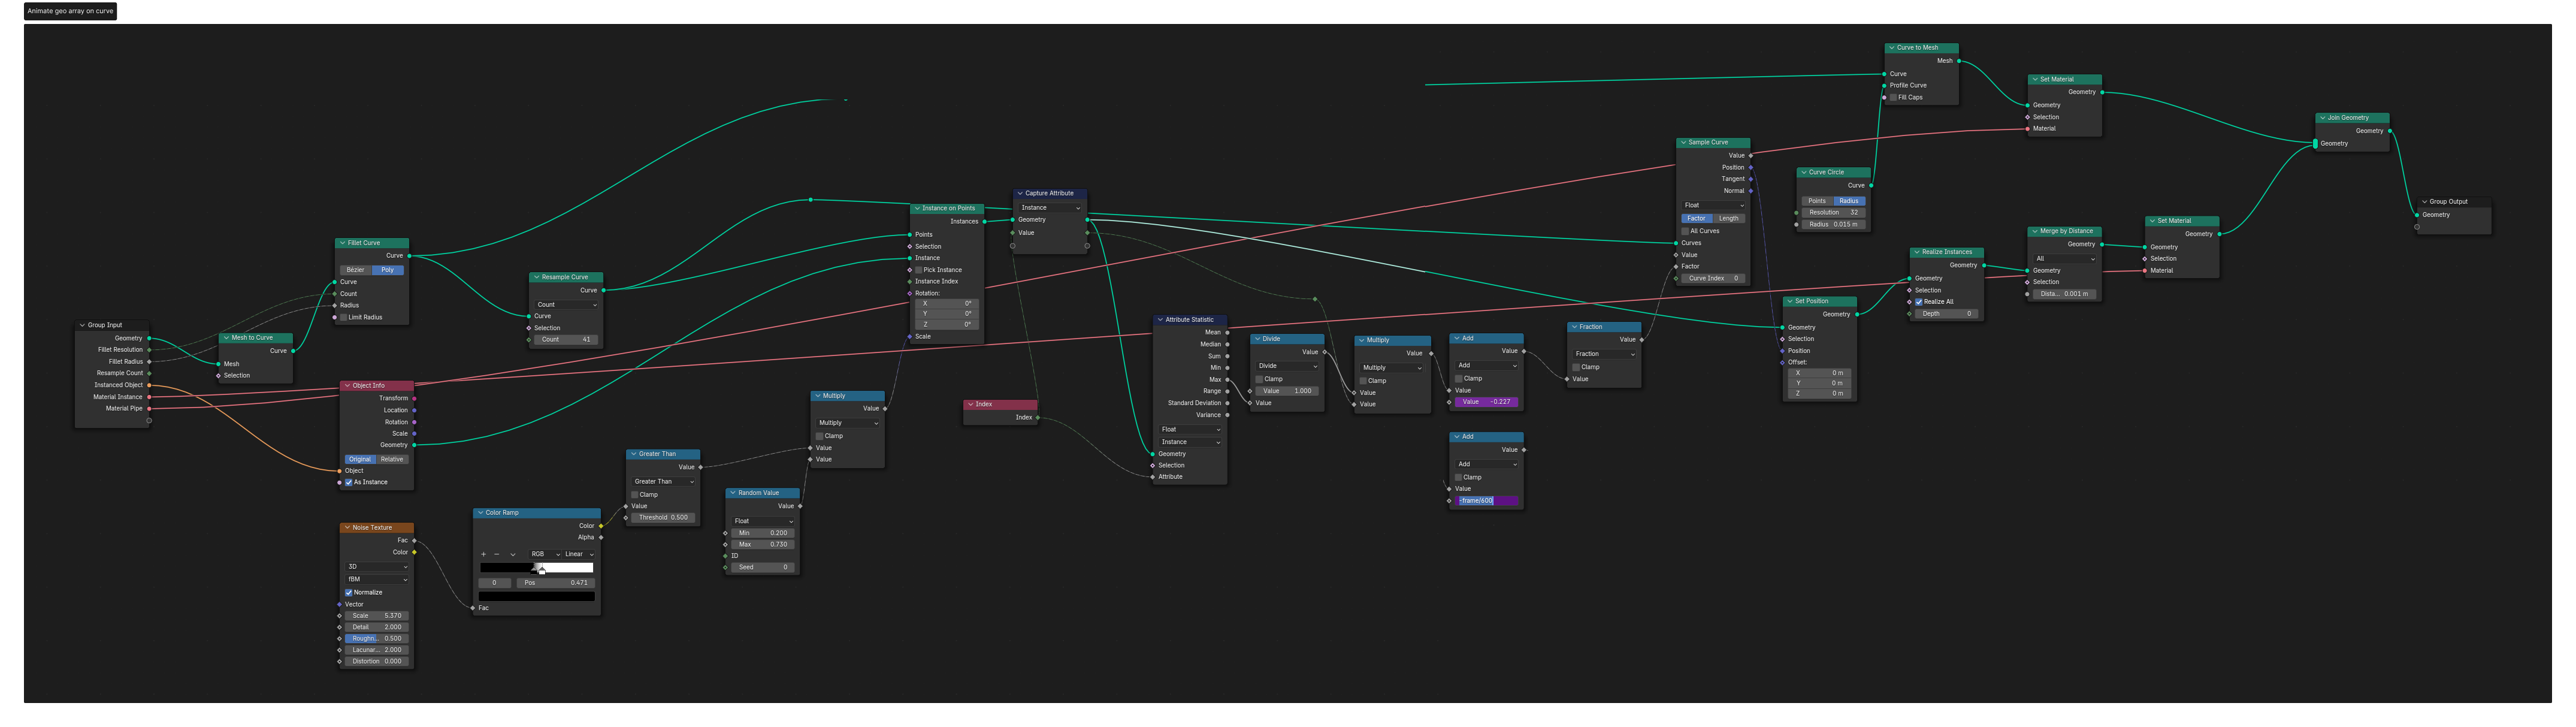 Animate geo array on curve
Group Input
Geometry
Fillet Resolution
Fillet Radius
Resample Count
Instanced Object
Material Instance
Material Pipe
Mesh to Curve
Curve
Mesh
Selection
Fillet Curve
Curve
Bézier Poly
Curve
Count
Radius
Limit Radius
Object Info
Transform
Location
Rotation
Scale
Geometry
Original Relative
Object
As Instance
Noise Texture
Fac
Color
3D
fBM
Normalize
Vector
Scale 5.370
Detail 2.000
Roughn... 0.500
Lacunar... 2.000
Distortion 0.000
Resample Curve
Curve
Count
Curve
Selection
Count 41
Color Ramp
Color
Alpha
+ − RGB Linear
0 Pos 0.471
Fac
Greater Than
Value
Greater Than
Clamp
Value
Threshold 0.500
Random Value
Value
Float
Min 0.200
Max 0.730
ID
Seed 0
Multiply
Value
Multiply
Clamp
Value
Value
Instance on Points
Instances
Points
Selection
Instance
Pick Instance
Instance Index
Rotation:
X 0°
Y 0°
Z 0°
Scale
Capture Attribute
Instance
Geometry
Value
Index
Index
Attribute Statistic
Mean
Median
Sum
Min
Max
Range
Standard Deviation
Variance
Float
Instance
Geometry
Selection
Attribute
Divide
Value
Divide
Clamp
Value 1.000
Value
Multiply
Value
Multiply
Clamp
Value
Value
Add
Value
Add
Clamp
Value
Value -0.227
Add
Value
Add
Clamp
Value
-frame/600
Fraction
Value
Fraction
Clamp
Value
Sample Curve
Value
Position
Tangent
Normal
Float
Factor Length
All Curves
Curves
Value
Factor
Curve Index 0
Curve Circle
Curve
Points Radius
Resolution 32
Radius 0.015 m
Set Position
Geometry
Geometry
Selection
Position
Offset:
X 0 m
Y 0 m
Z 0 m
Curve to Mesh
Mesh
Curve
Profile Curve
Fill Caps
Realize Instances
Geometry
Geometry
Selection
Realize All
Depth 0
Set Material
Geometry
Geometry
Selection
Material
Merge by Distance
Geometry
All
Geometry
Selection
Dista... 0.001 m
Set Material
Geometry
Geometry
Selection
Material
Join Geometry
Geometry
Geometry
Group Output
Geometry